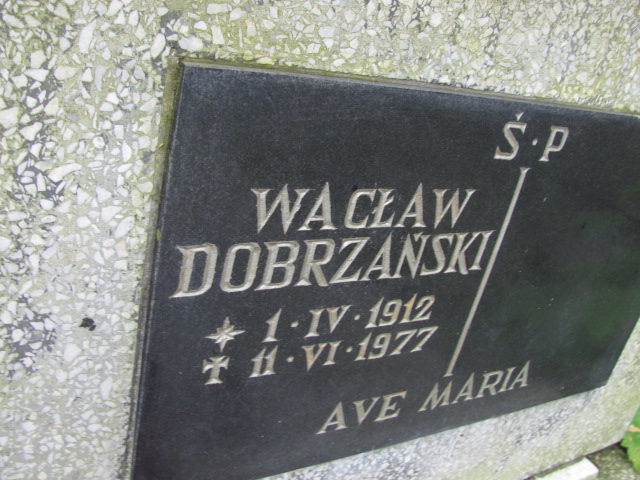 Ś·P
WACŁAW
DOBRZAŃSKI
1·IV·1912
11·VI·1977
AVE MARIA